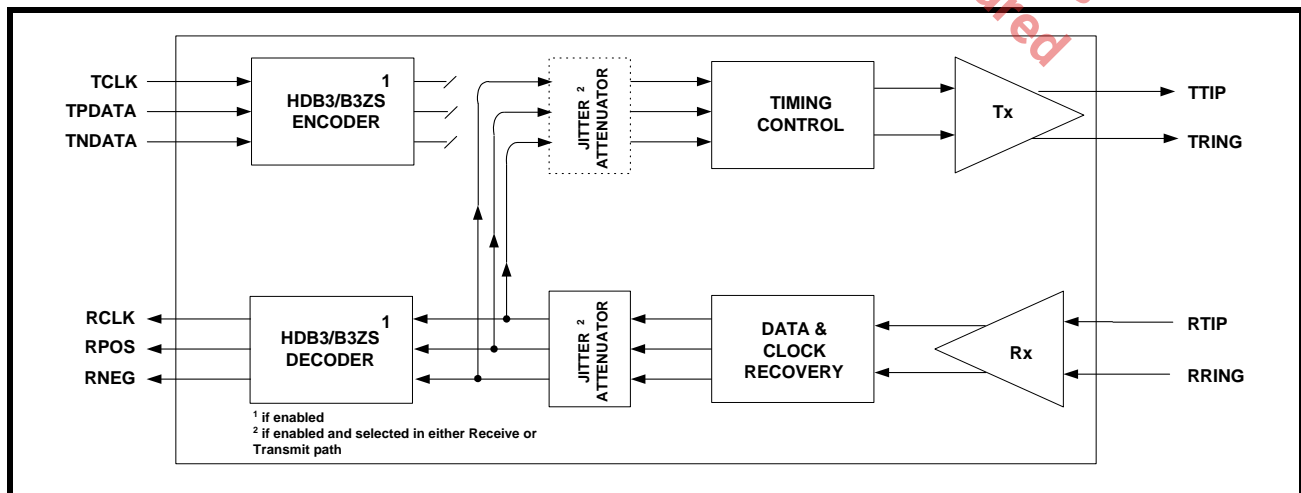 ared
TCLK
TPDATA
TNDATA
HDB3/B3ZS 1
ENCODER
JITTER 2
ATTENUATOR
TIMING
CONTROL
Tx
TTIP
TRING
RCLK
RPOS
RNEG
HDB3/B3ZS 1
DECODER
JITTER 2
ATTENUATOR
DATA &
CLOCK
RECOVERY
Rx
RTIP
RRING
1 if enabled
2 if enabled and selected in either Receive or
Transmit path